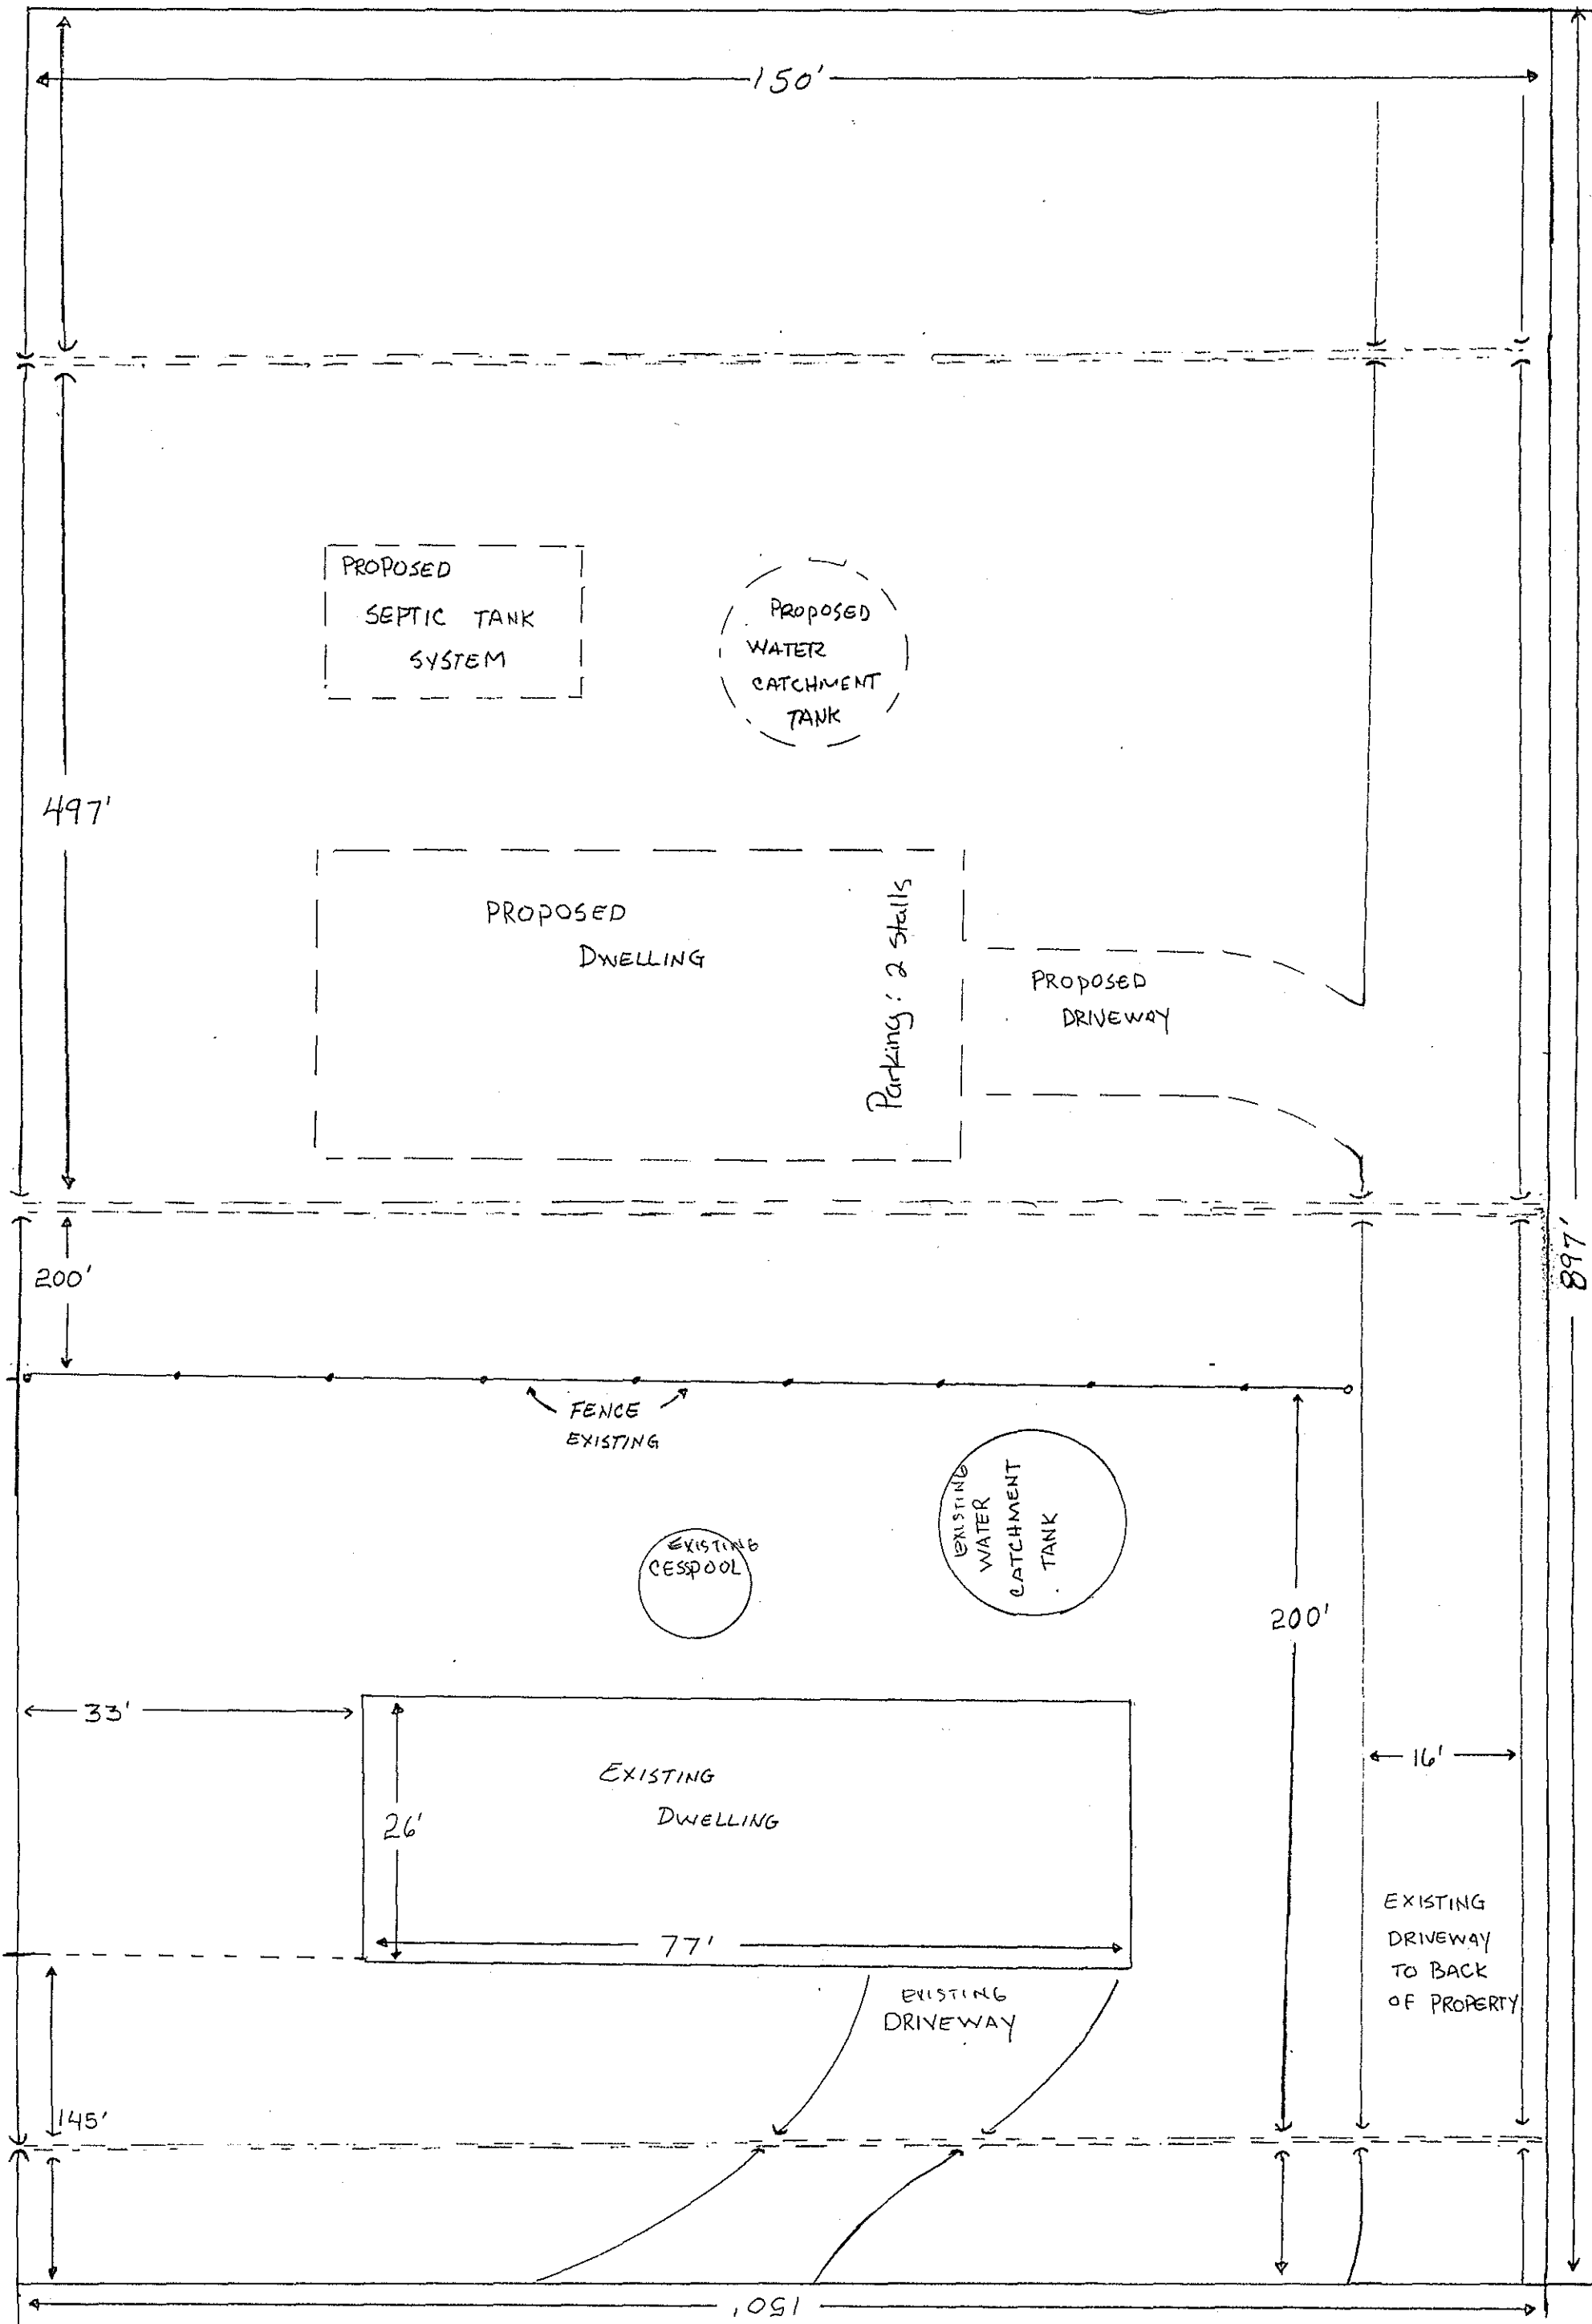 150'
PROPOSED
SEPTIC TANK
SYSTEM
PROPOSED
WATER
CATCHMENT
TANK
497'
PROPOSED
DWELLING
Parking: 2 Stalls
PROPOSED
DRIVEWAY
200'
897'
FENCE
EXISTING
EXISTING
CESSPOOL
EXISTING
WATER
CATCHMENT
TANK
200'
33'
16'
EXISTING
DWELLING
26'
77'
EXISTING
DRIVEWAY
EXISTING
DRIVEWAY
TO BACK
OF PROPERTY
145'
150'